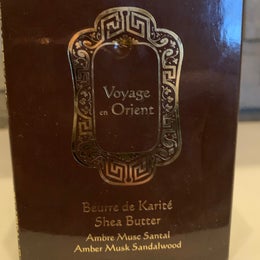 Voyage
en Orient
Beurre de Karité
Shea Butter
Ambre Musc Santal
Amber Musk Sandalwood